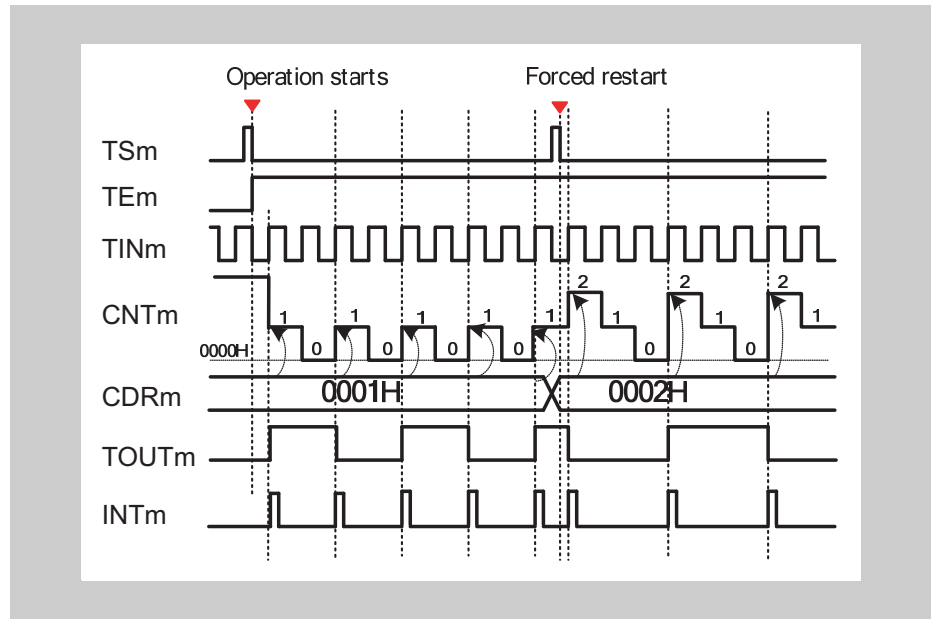 Operation starts
Forced restart
TSm
TEm
TINm
CNTm
2
2
2
1
1
1
1
1
1
1
1
0
0
0
0
0
0
0000H
CDRm
0001H
0002H
TOUTm
INTm